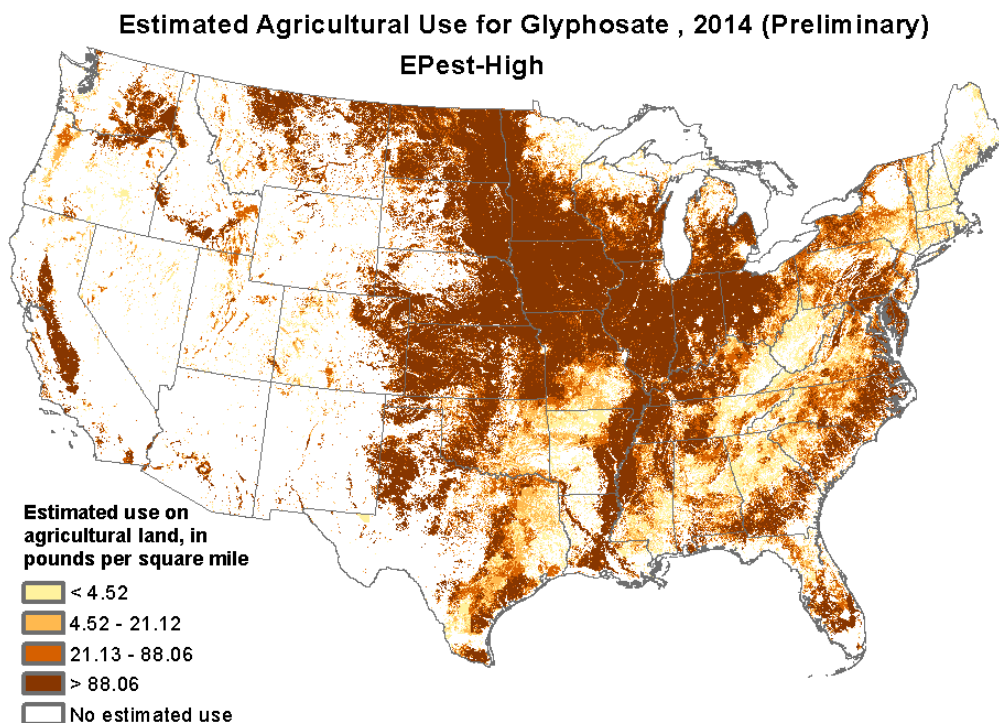 Estimated Agricultural Use for Glyphosate , 2014 (Preliminary)
EPest-High
Estimated use on
agricultural land, in
pounds per square mile
< 4.52
4.52 - 21.12
21.13 - 88.06
> 88.06
No estimated use